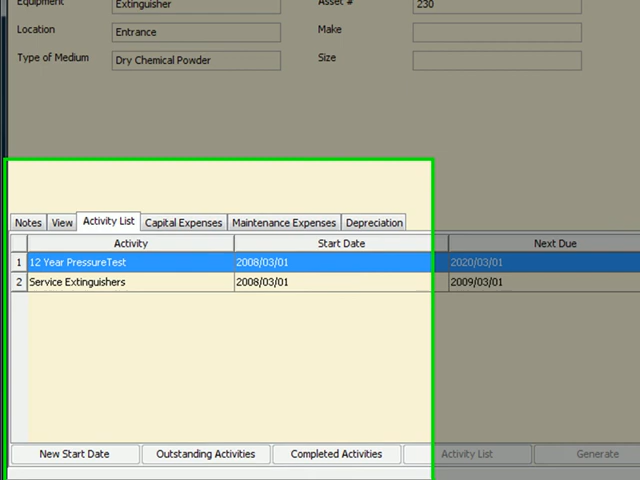 Equipment Extinguisher Asset # 230
Location Entrance Make
Type of Medium Dry Chemical Powder Size
Notes View Activity List Capital Expenses Maintenance Expenses Depreciation
Activity Start Date Next Due
1 12 Year PressureTest 2008/03/01 2020/03/01
2 Service Extinguishers 2008/03/01 2009/03/01
New Start Date Outstanding Activities Completed Activities Activity List Generate